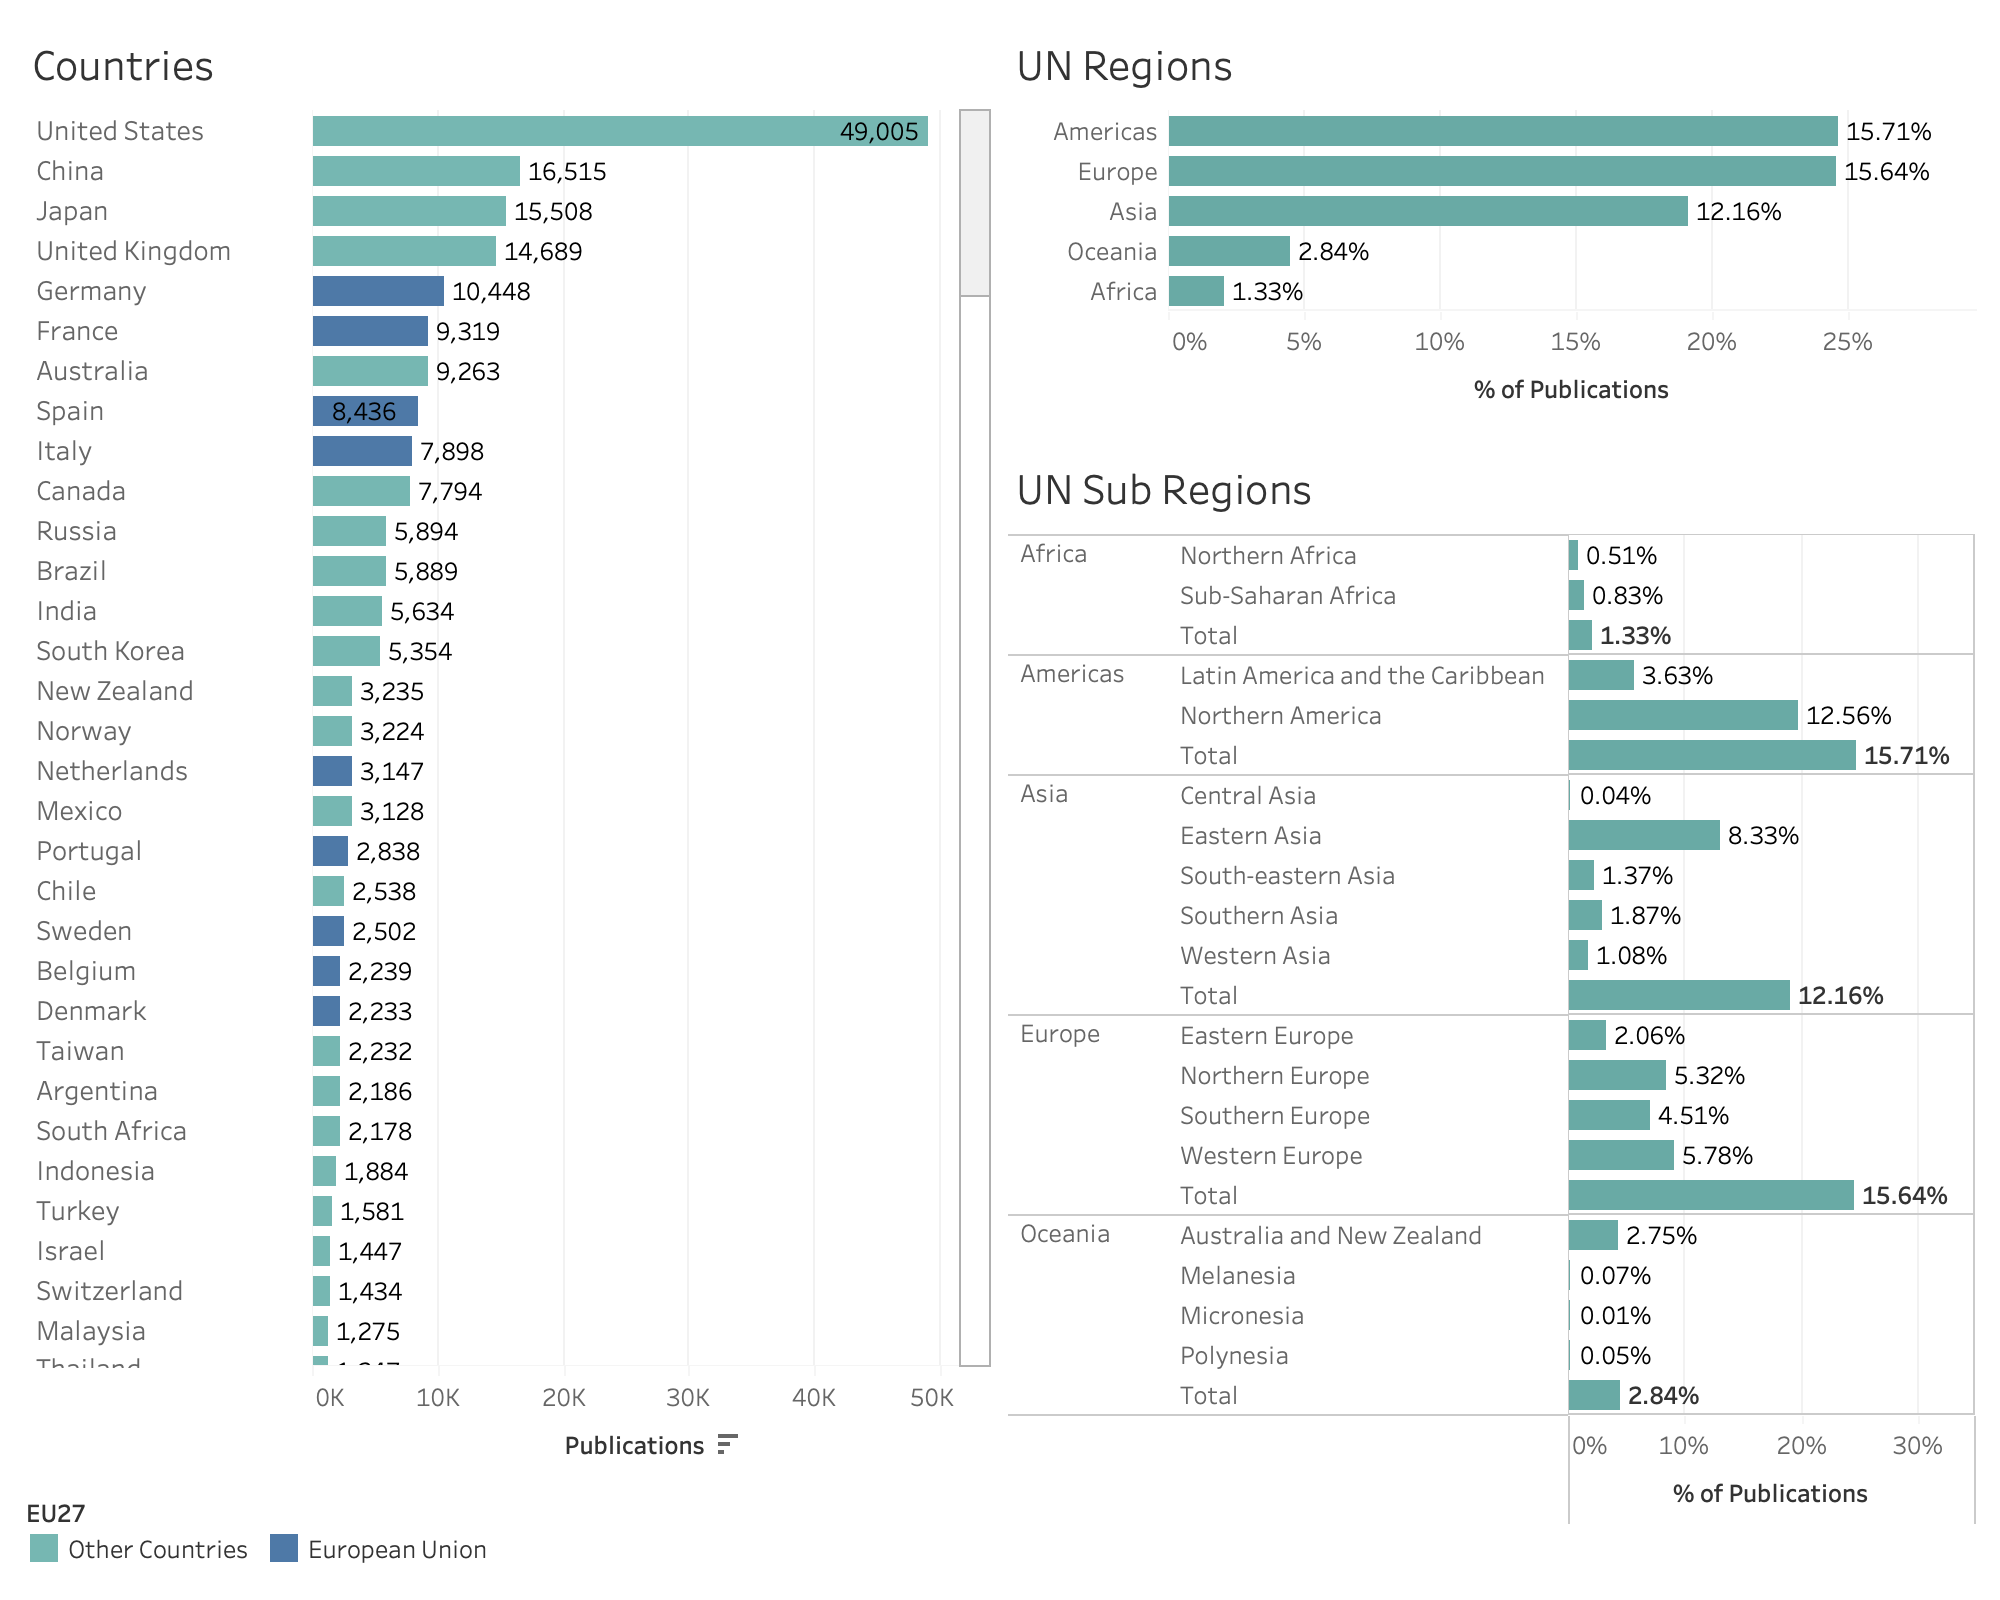 Countries
United States 49,005
China 16,515
Japan 15,508
United Kingdom 14,689
Germany 10,448
France 9,319
Australia 9,263
Spain 8,436
Italy 7,898
Canada 7,794
Russia 5,894
Brazil 5,889
India 5,634
South Korea 5,354
New Zealand 3,235
Norway 3,224
Netherlands 3,147
Mexico 3,128
Portugal 2,838
Chile 2,538
Sweden 2,502
Belgium 2,239
Denmark 2,233
Taiwan 2,232
Argentina 2,186
South Africa 2,178
Indonesia 1,884
Turkey 1,581
Israel 1,447
Switzerland 1,434
Malaysia 1,275
Thailand
0K 10K 20K 30K 40K 50K
Publications
EU27
Other Countries European Union
UN Regions
Americas 15.71%
Europe 15.64%
Asia 12.16%
Oceania 2.84%
Africa 1.33%
0% 5% 10% 15% 20% 25%
% of Publications
UN Sub Regions
Africa Northern Africa 0.51%
Sub-Saharan Africa 0.83%
Total 1.33%
Americas Latin America and the Caribbean 3.63%
Northern America 12.56%
Total 15.71%
Asia Central Asia 0.04%
Eastern Asia 8.33%
South-eastern Asia 1.37%
Southern Asia 1.87%
Western Asia 1.08%
Total 12.16%
Europe Eastern Europe 2.06%
Northern Europe 5.32%
Southern Europe 4.51%
Western Europe 5.78%
Total 15.64%
Oceania Australia and New Zealand 2.75%
Melanesia 0.07%
Micronesia 0.01%
Polynesia 0.05%
Total 2.84%
0% 10% 20% 30%
% of Publications